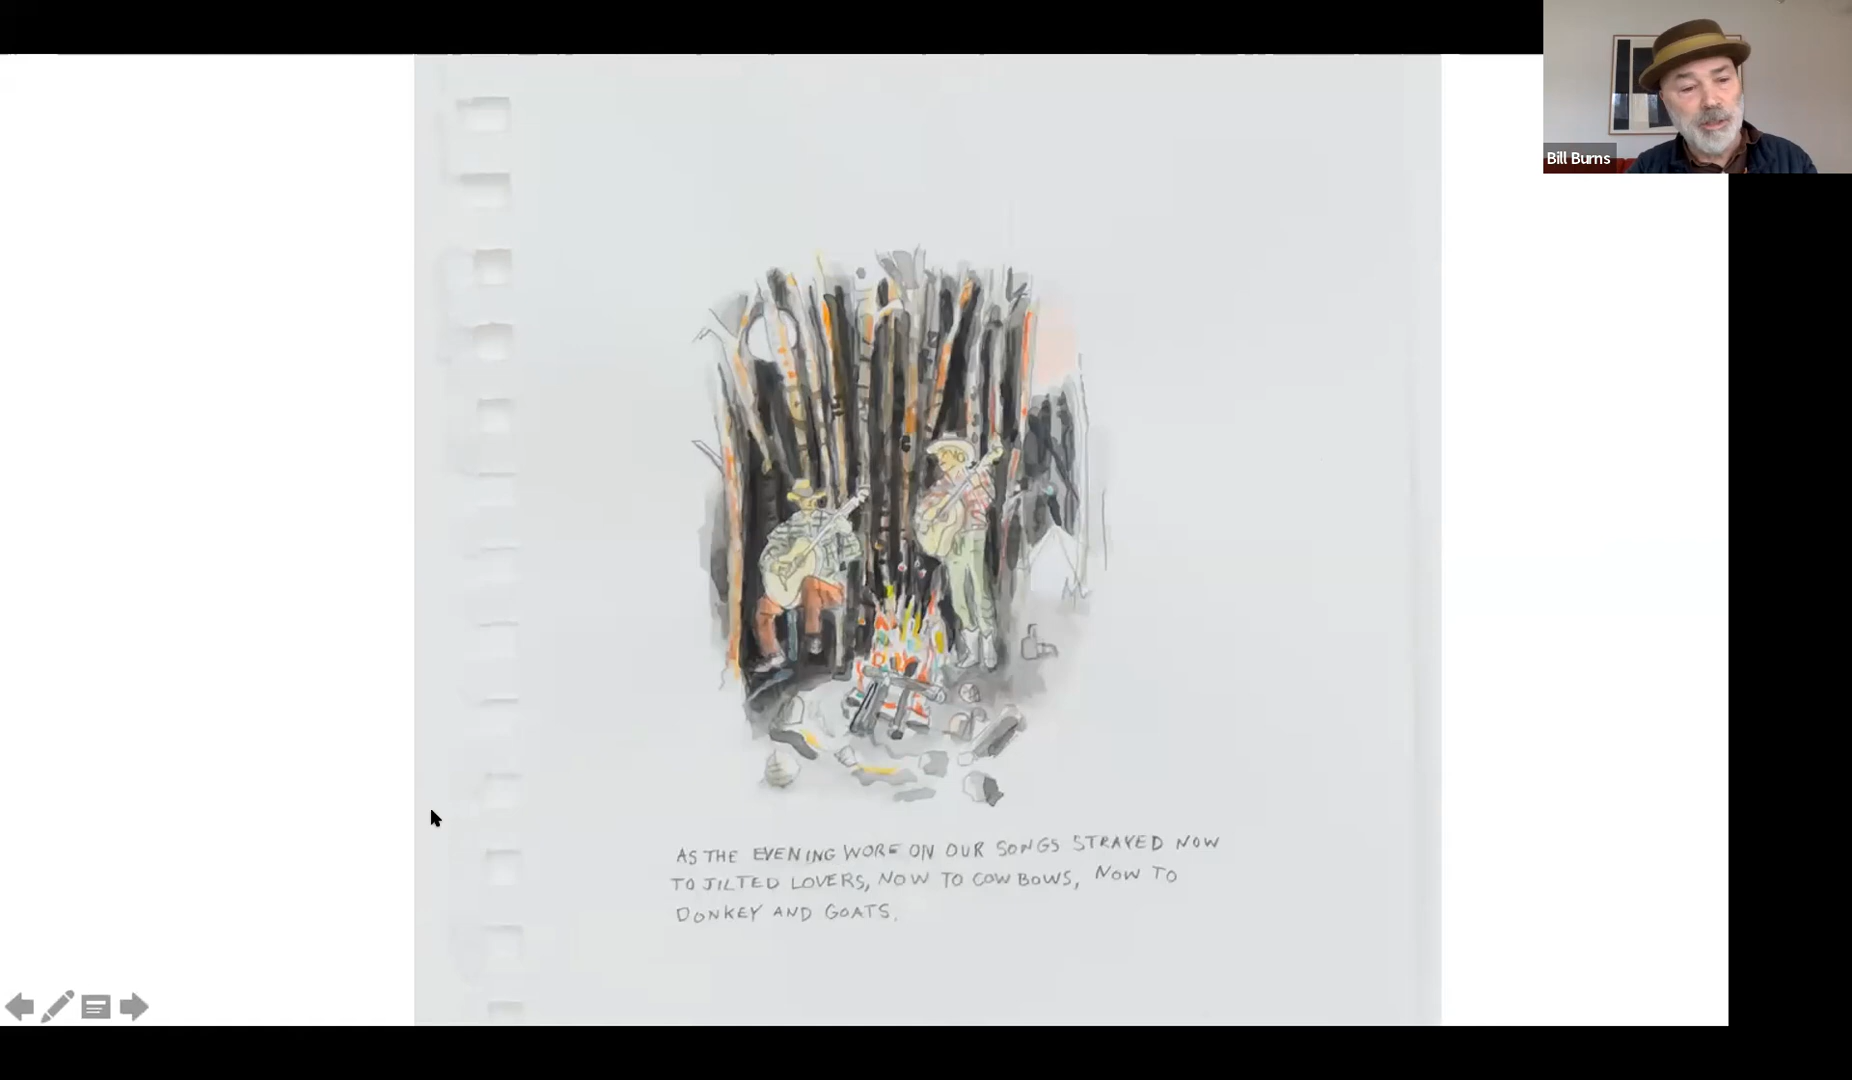 Bill Burns
AS THE EVENING WORE ON OUR SONGS STRAYED NOW
TO JILTED LOVERS, NOW TO COW BOWS, NOW TO
DONKEY AND GOATS.